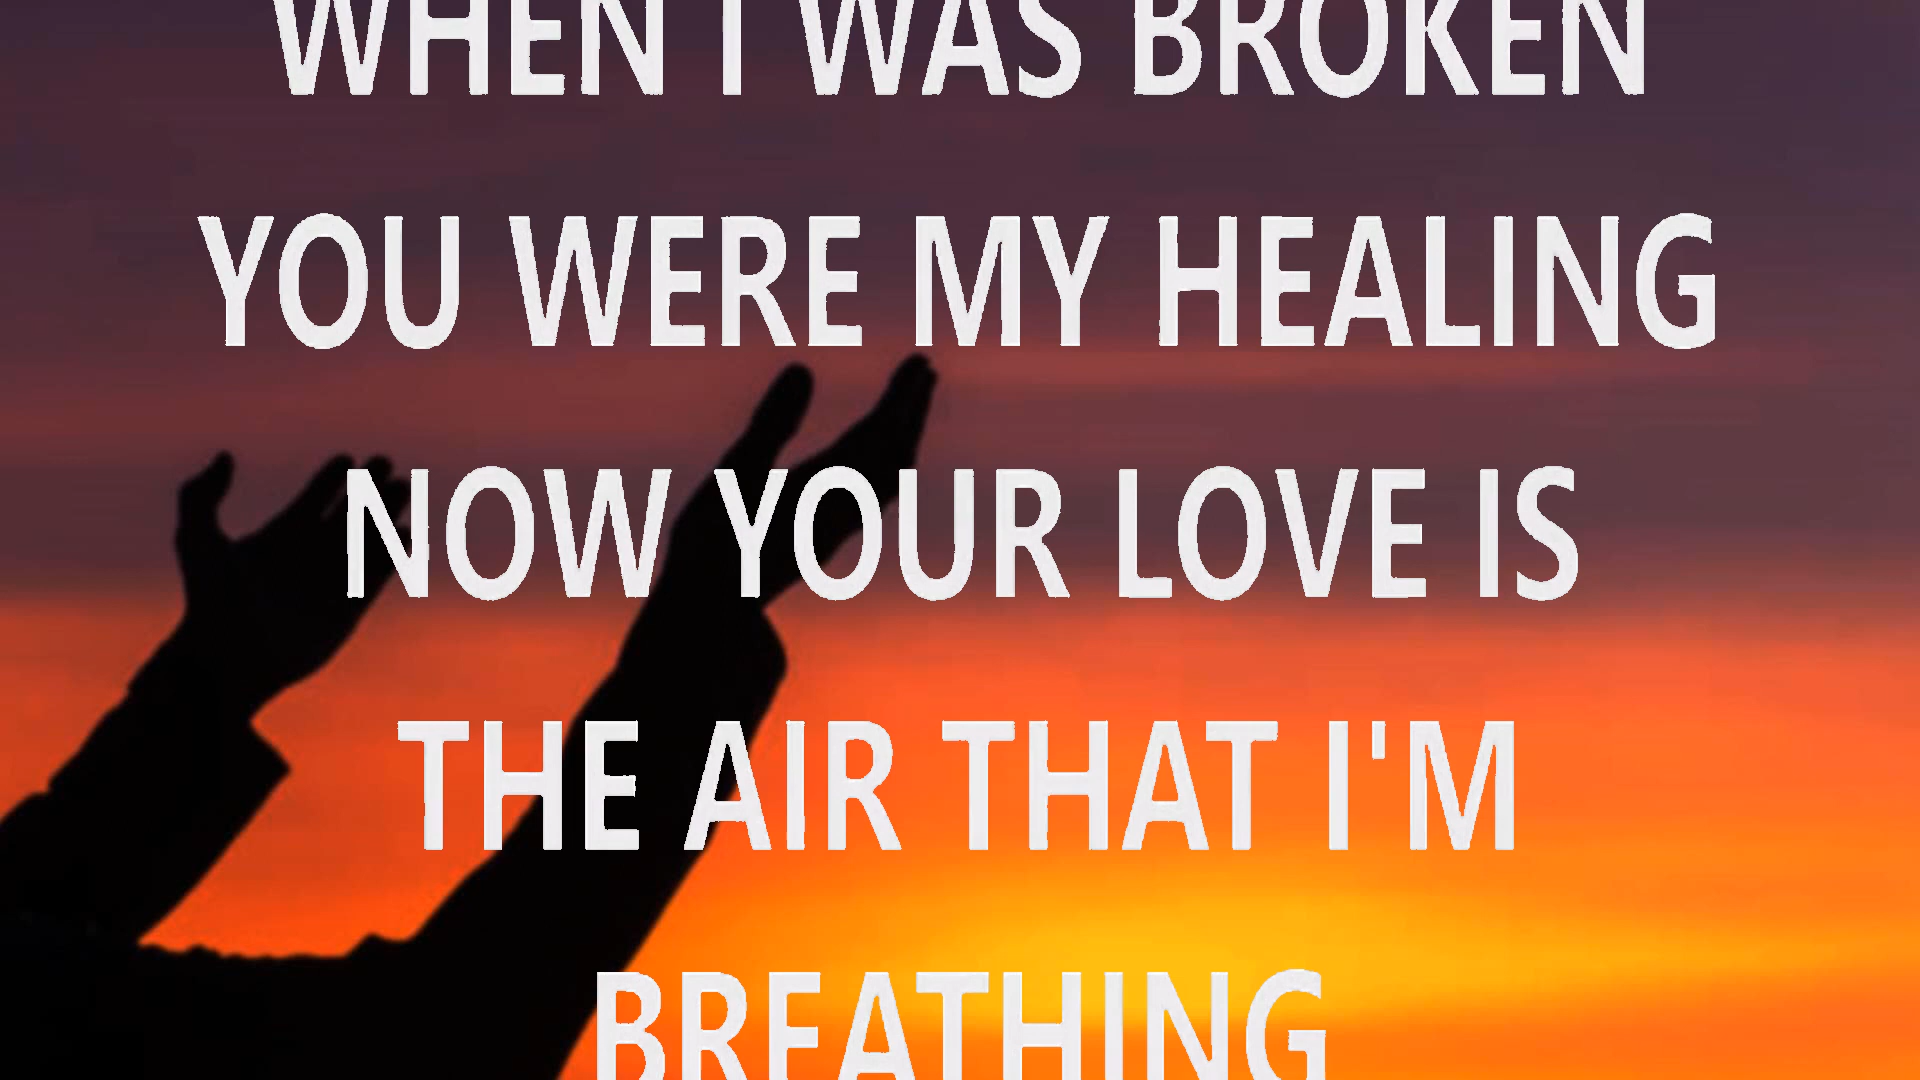 WHEN I WAS BROKEN
YOU WERE MY HEALING
NOW YOUR LOVE IS
THE AIR THAT I'M
BREATHING